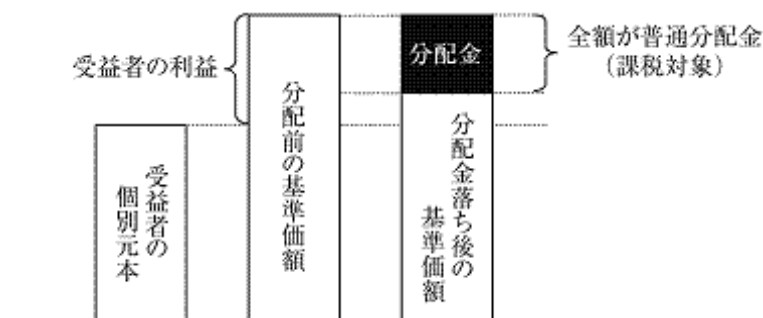 受益者の利益
受益者の
個別元本
分配前の基準価額
分配金
分配金落ち後の
基準価額
全額が普通分配金
（課税対象）